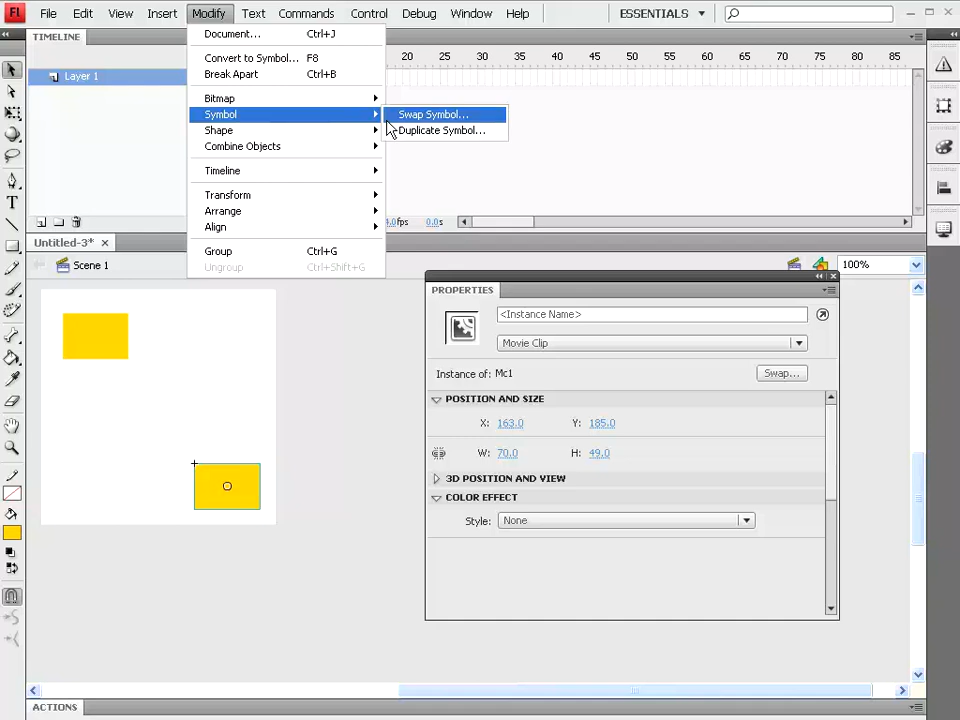 Fl File Edit View Insert Modify Text Commands Control Debug Window Help ESSENTIALS
TIMELINE
Document... Ctrl+J
20 25 30 35 40 45 50 55 60 65 70 75 80 85
Convert to Symbol... F8
Layer 1
Break Apart Ctrl+B
Bitmap
Symbol
Swap Symbol...
Shape
Duplicate Symbol...
Combine Objects
Timeline
Transform
Arrange
.0fps 0.0s
Align
Untitled-3*
Group Ctrl+G
Scene 1
Ungroup Ctrl+Shift+G
100%
PROPERTIES
<Instance Name>
Movie Clip
Instance of: Mc1
Swap...
POSITION AND SIZE
X: 163.0 Y: 185.0
W: 70.0 H: 49.0
3D POSITION AND VIEW
COLOR EFFECT
Style: None
ACTIONS